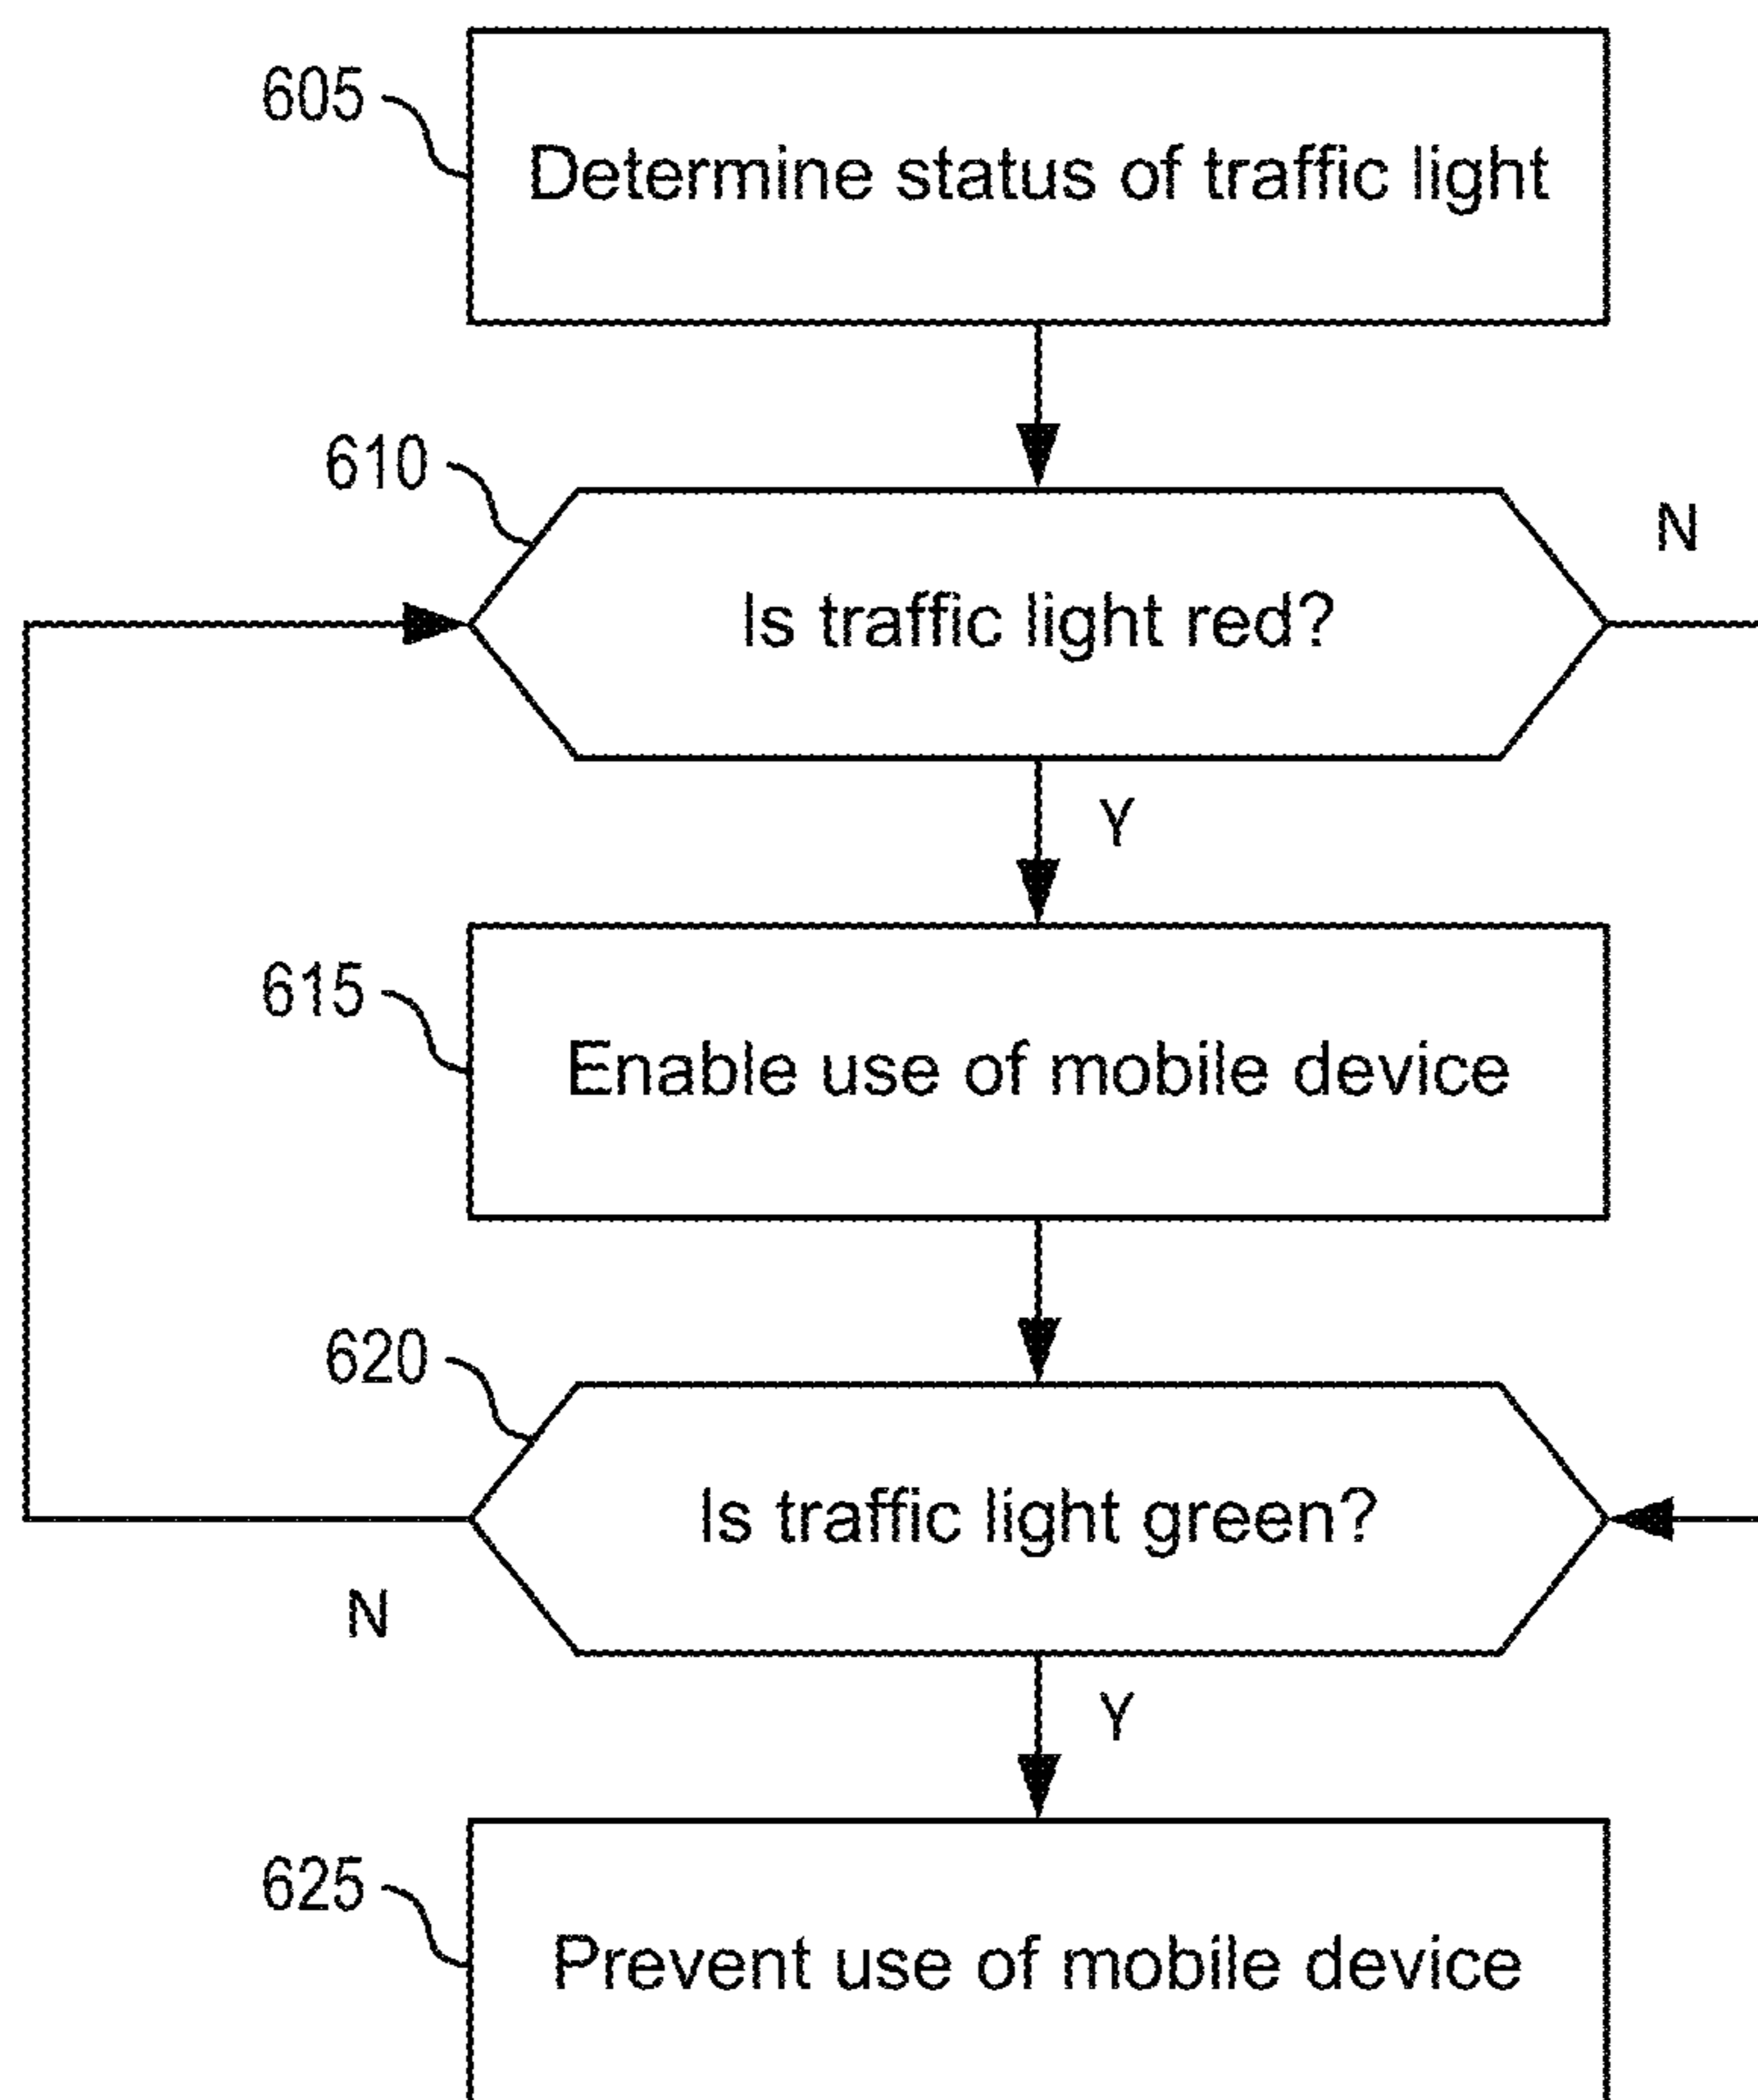 605
Determine status of traffic light
610
N
Is traffic light red?
Y
615
Enable use of mobile device
620
Is traffic light green?
N
Y
625
Prevent use of mobile device